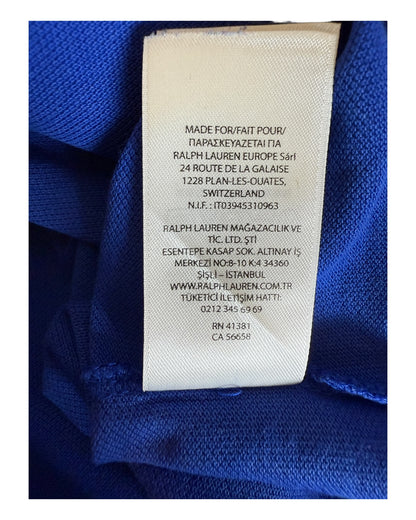 MADE FOR/FAIT POUR/
ΠΑΡΑΣΚΕΥΑΖΕΤΑΙ ΓΙΑ
RALPH LAUREN EUROPE Sàrl
24 ROUTE DE LA GALAISE
1228 PLAN-LES-OUATES,
SWITZERLAND
N.I.F. : IT03945310963
RALPH LAUREN MAĞAZACILIK VE
TİC. LTD. ŞTİ
ESENTEPE KASAP SOK. ALTINAY İŞ
MERKEZİ NO:8-10 K:4 34360
ŞİŞLİ – İSTANBUL
WWW.RALPHLAUREN.COM.TR
TÜKETİCİ İLETİŞİM HATTI:
0212 345 69 69
RN 41381
CA 56658